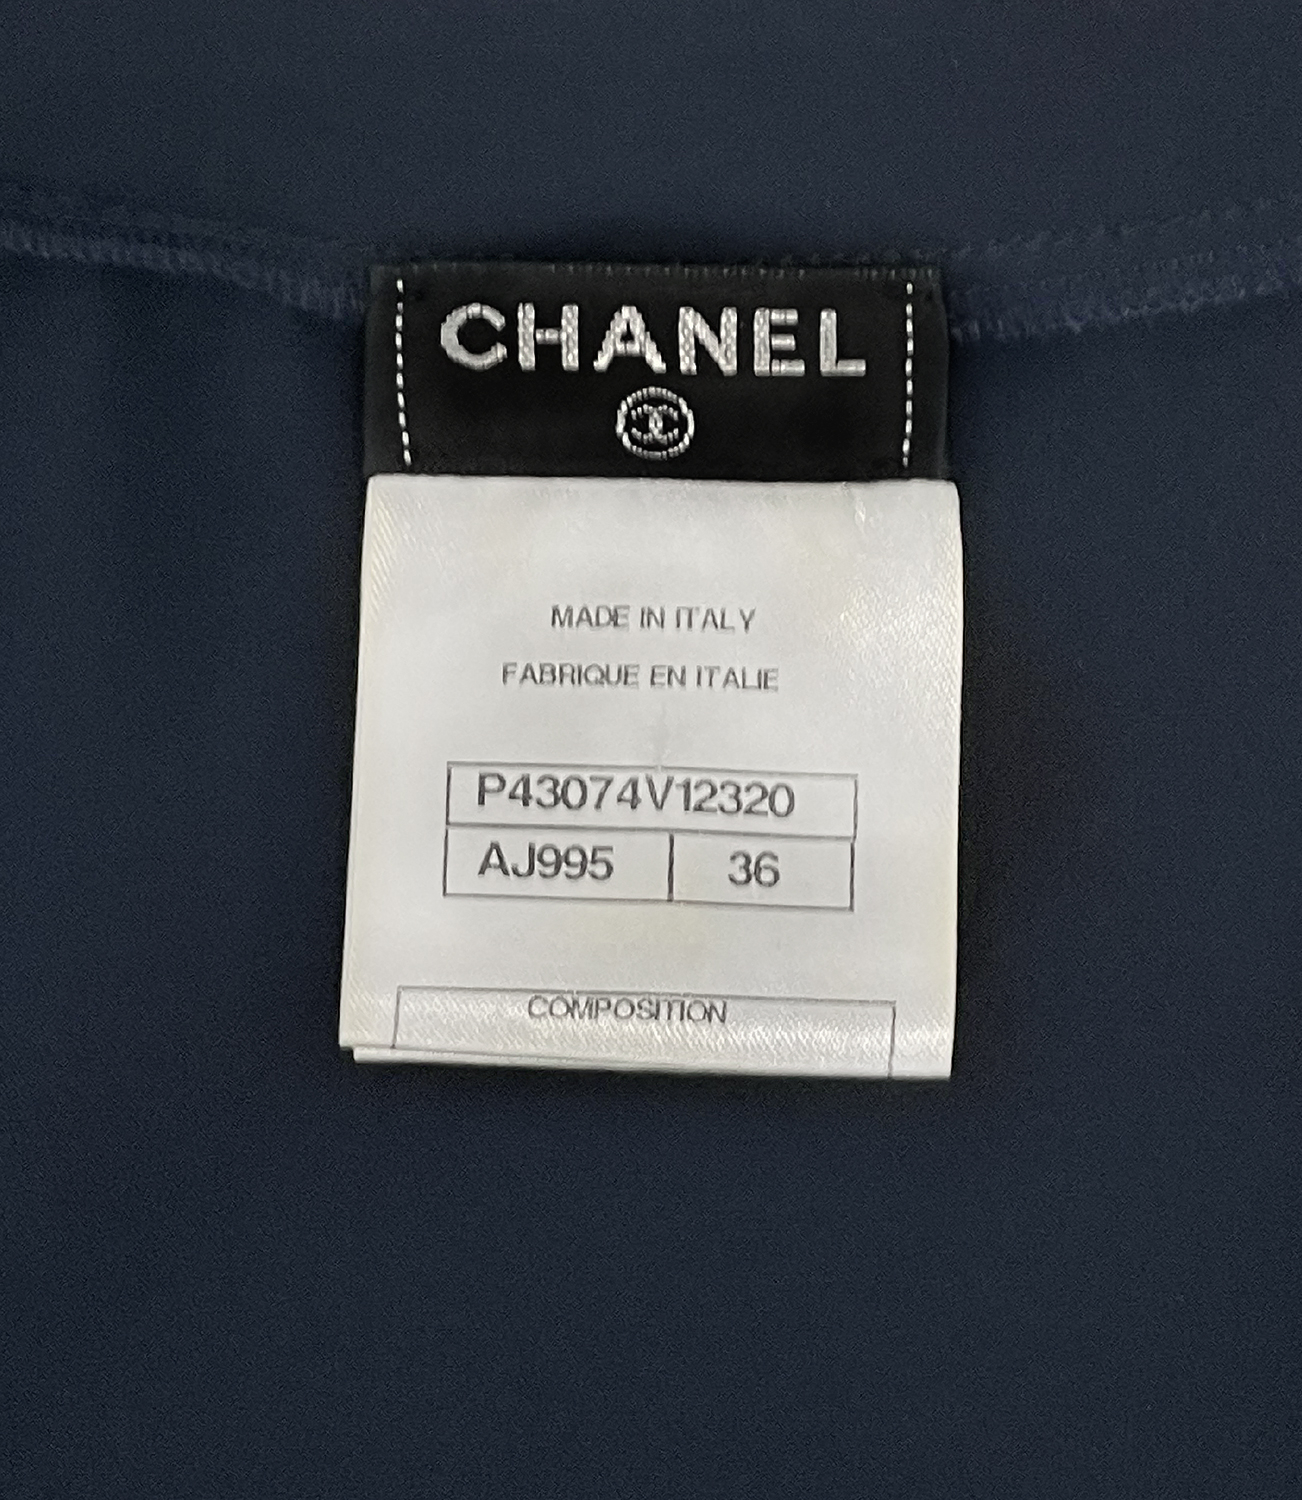 CHANEL
MADE IN ITALY
FABRIQUE EN ITALIE
P43074V12320
AJ995 36
COMPOSITION